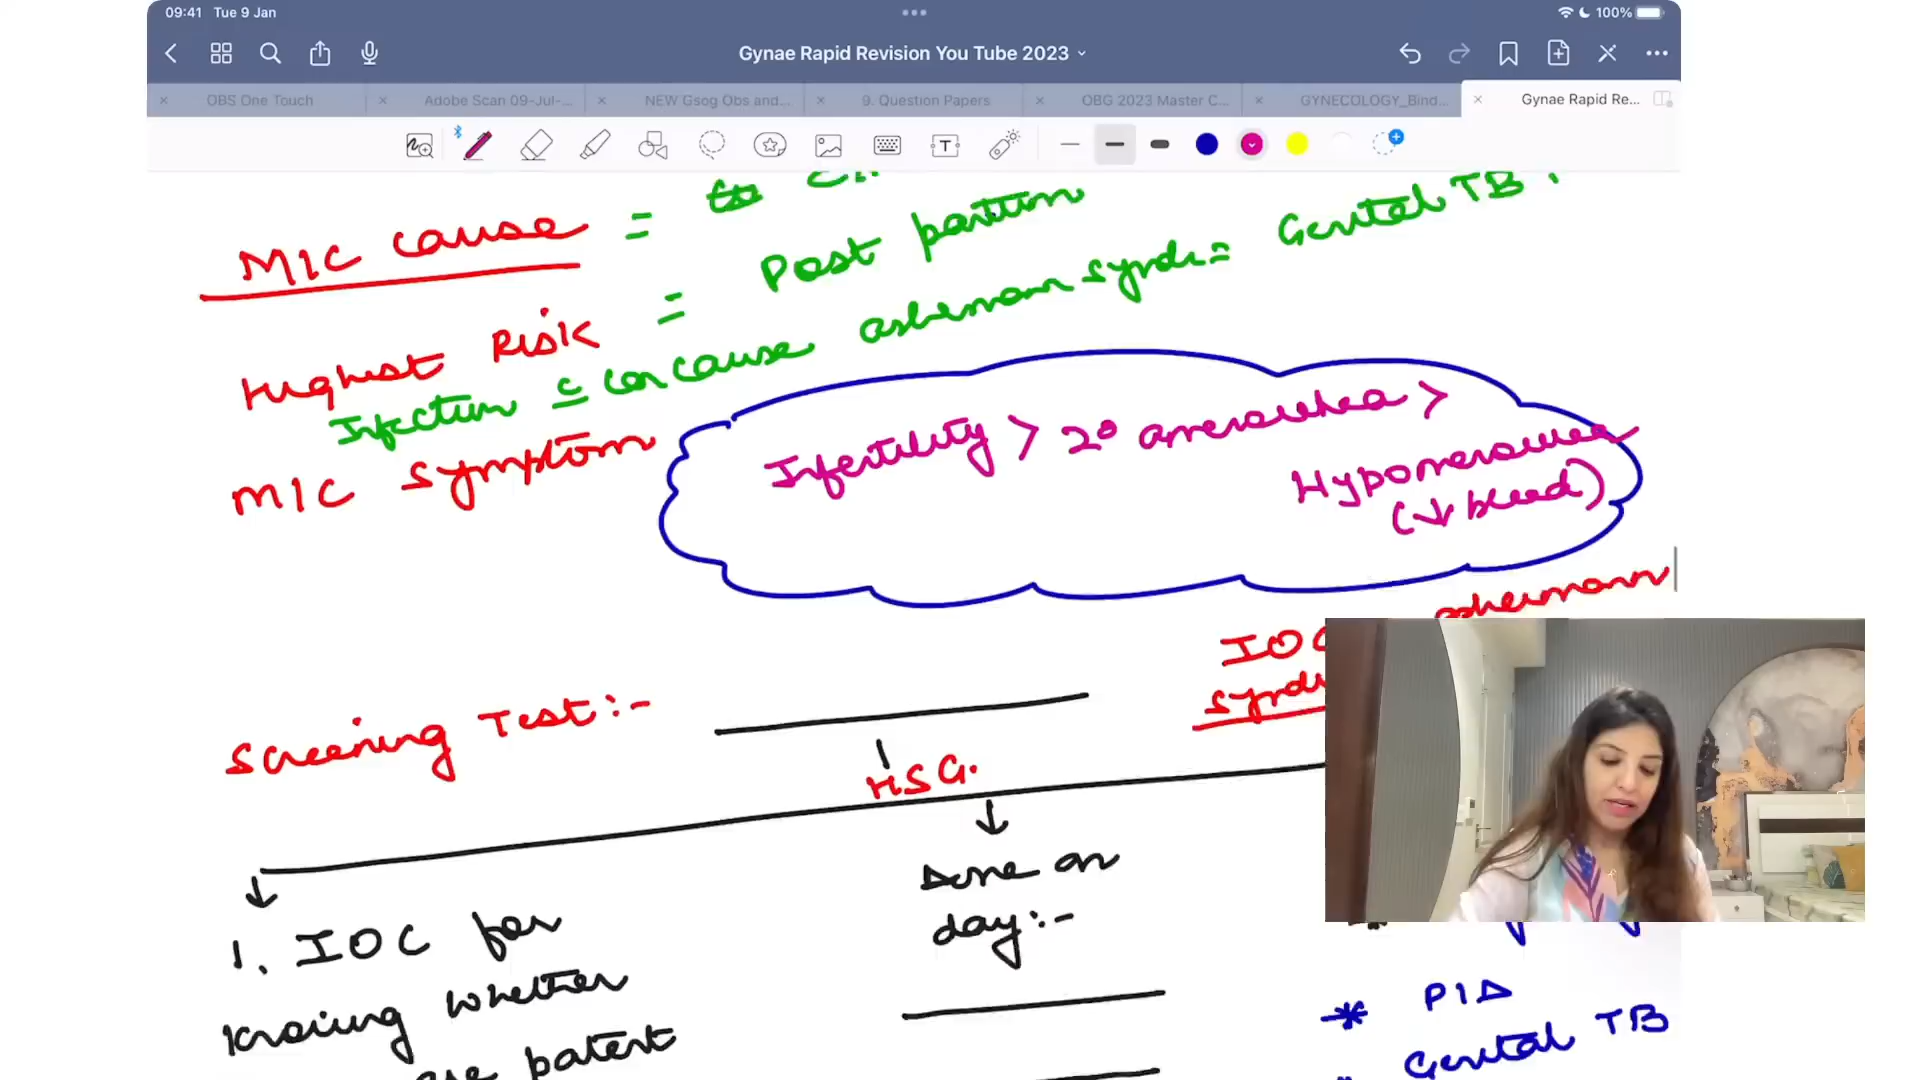 09:41 Tue 9 Jan
100%
Gynae Rapid Revision You Tube 2023
OBS One Touch
Adobe Scan 09-Jul-...
NEW Gsog Obs and...
9. Question Papers
OBG 2023 Master C...
GYNECOLOGY_Bind...
Gynae Rapid Re...
MIC cause =
Highest Risk = Post partum
Infection c̄ can cause asherman syndr = Genital TB.
MIC symptom
Infertility > 2° amenorrhea >
Hypomenorrhea
(↓ bleed)
asherman
IOC
syndr
Screening Test:-
HSG.
Done on
day:-
1. IOC for
knowing whether
are patent
* PID
Genital TB